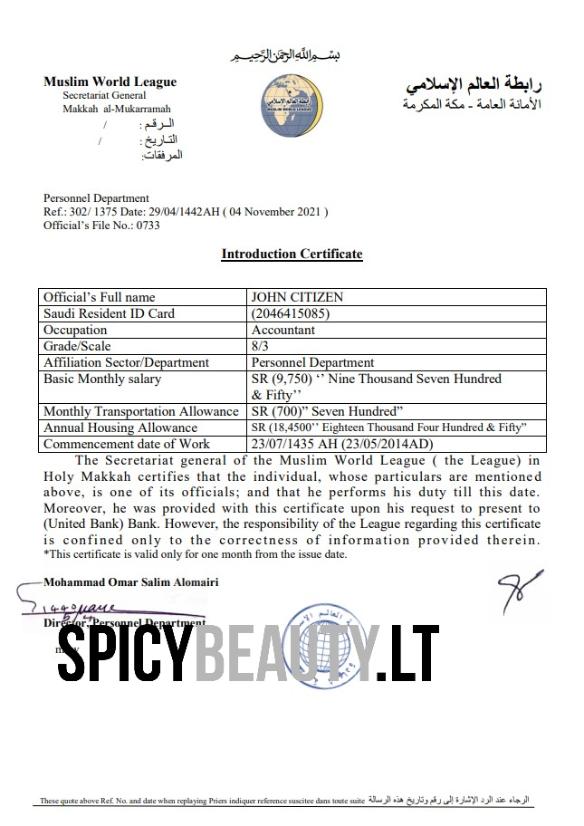 بسم الله الرحمن الرحيم
Muslim World League
Secretariat General
Makkah al-Mukarramah
الـرقـم : /
التـاريخ : /
المرفقات:
رابطة العالم الإسلامي
MUSLIM WORLD LEAGUE
رابطة العالم الإسلامي
الأمانة العامة - مكة المكرمة
Personnel Department
Ref.: 302/ 1375 Date: 29/04/1442AH ( 04 November 2021 )
Official’s File No.: 0733
Introduction Certificate
Official’s Full name JOHN CITIZEN
Saudi Resident ID Card (2046415085)
Occupation Accountant
Grade/Scale 8/3
Affiliation Sector/Department Personnel Department
Basic Monthly salary SR (9,750) ‘’ Nine Thousand Seven Hundred
& Fifty’’
Monthly Transportation Allowance SR (700)” Seven Hundred”
Annual Housing Allowance SR (18,4500’’ Eighteen Thousand Four Hundred & Fifty”
Commencement date of Work 23/07/1435 AH (23/05/2014AD)
The Secretariat general of the Muslim World League ( the League) in
Holy Makkah certifies that the individual, whose particulars are mentioned
above, is one of its officials; and that he performs his duty till this date.
Moreover, he was provided with this certificate upon his request to present to
(United Bank) Bank. However, the responsibility of the League regarding this certificate
is confined only to the correctness of information provided therein.
*This certificate is valid only for one month from the issue date.
Mohammad Omar Salim Alomairi
Director, Personnel Department
SPICYBEAUTY.LT
These quote above Ref. No. and date when replaying Priers indiquer reference suscitee dans toute suite الرجاء عند الرد الإشارة إلى رقم وتاريخ هذه الرسالة